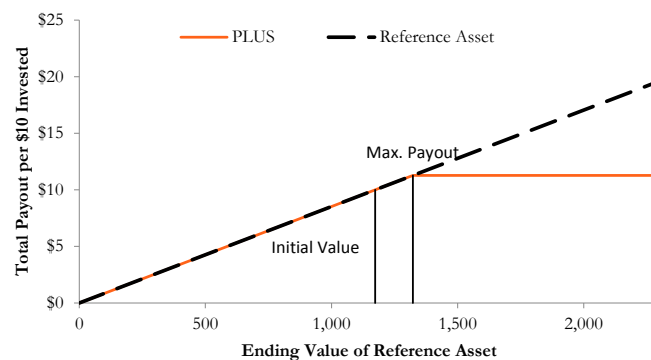 $25
PLUS
Reference Asset
$20
$15
Max. Payout
$10
Initial Value
$5
$0
0
500
1,000
1,500
2,000
Total Payout per $10 Invested
Ending Value of Reference Asset